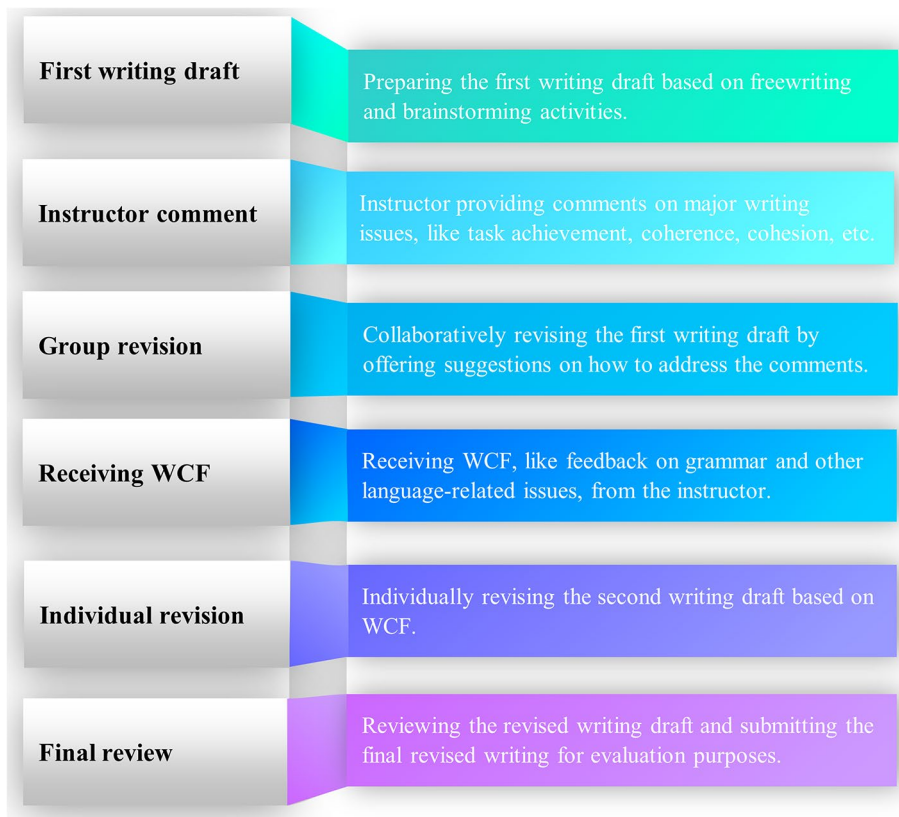 First writing draft
Preparing the first writing draft based on freewriting
and brainstorming activities.
Instructor comment
Instructor providing comments on major writing
issues, like task achievement, coherence, cohesion, etc.
Group revision
Collaboratively revising the first writing draft by
offering suggestions on how to address the comments.
Receiving WCF
Receiving WCF, like feedback on grammar and other
language-related issues, from the instructor.
Individual revision
Individually revising the second writing draft based on
WCF.
Final review
Reviewing the revised writing draft and submitting the
final revised writing for evaluation purposes.